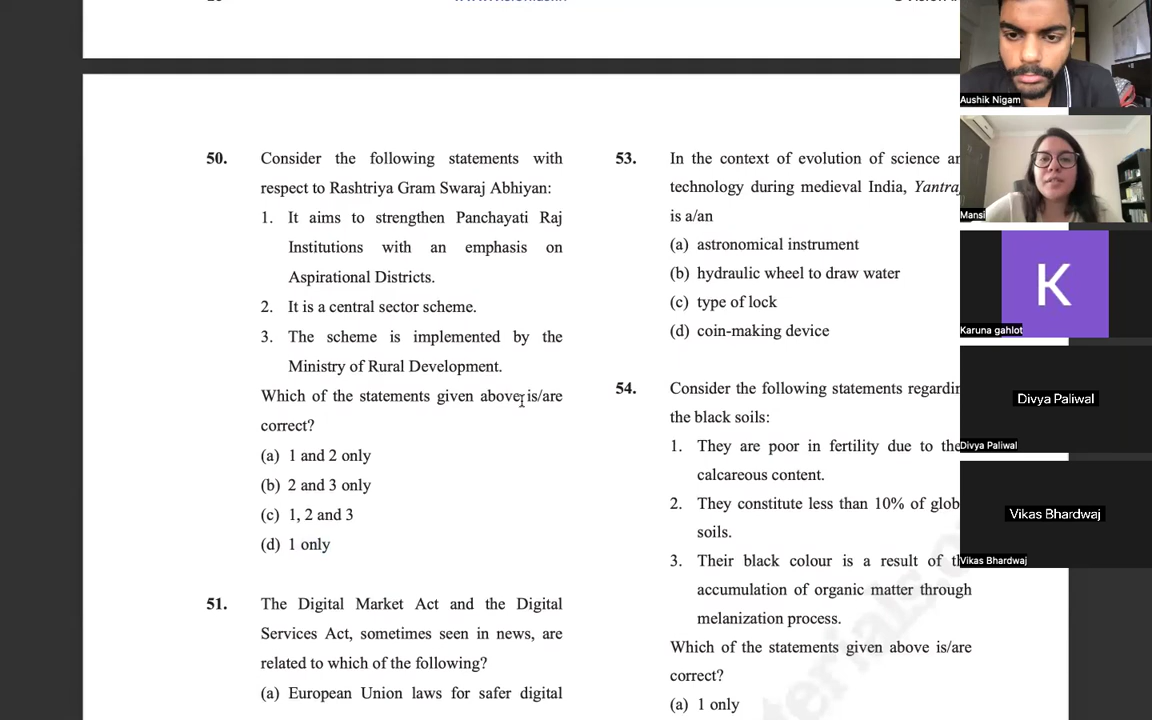 50. Consider the following statements with
respect to Rashtriya Gram Swaraj Abhiyan:
1. It aims to strengthen Panchayati Raj
Institutions with an emphasis on
Aspirational Districts.
2. It is a central sector scheme.
3. The scheme is implemented by the
Ministry of Rural Development.
Which of the statements given above is/are
correct?
(a) 1 and 2 only
(b) 2 and 3 only
(c) 1, 2 and 3
(d) 1 only
51. The Digital Market Act and the Digital
Services Act, sometimes seen in news, are
related to which of the following?
(a) European Union laws for safer digital
53. In the context of evolution of science
technology during medieval India,
is a/an
(a) astronomical instrument
(b) hydraulic wheel to draw water
(c) type of lock
(d) coin-making device
54. Consider the following statements
the black soils:
1. They are poor in fertility due to
calcareous content.
2. They constitute less than 10% of
soils.
3. Their black colour is a result of
accumulation of organic matter through
melanization process.
Which of the statements given above is/are
correct?
(a) 1 only
Aushik Nigam
Mansi
K
Karuna gahlot
Divya Paliwal
Divya Paliwal
Vikas Bhardwaj
Vikas Bhardwaj